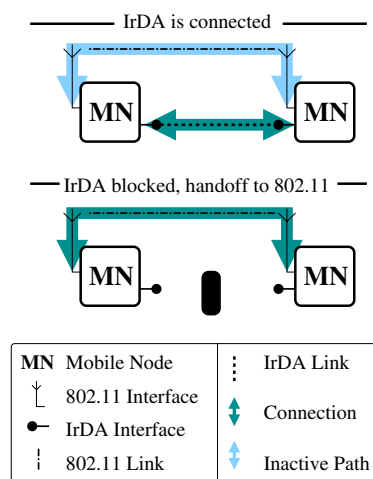 IrDA is connected
MN MN
IrDA blocked, handoff to 802.11
MN MN
MN Mobile Node
802.11 Interface
IrDA Interface
802.11 Link
IrDA Link
Connection
Inactive Path